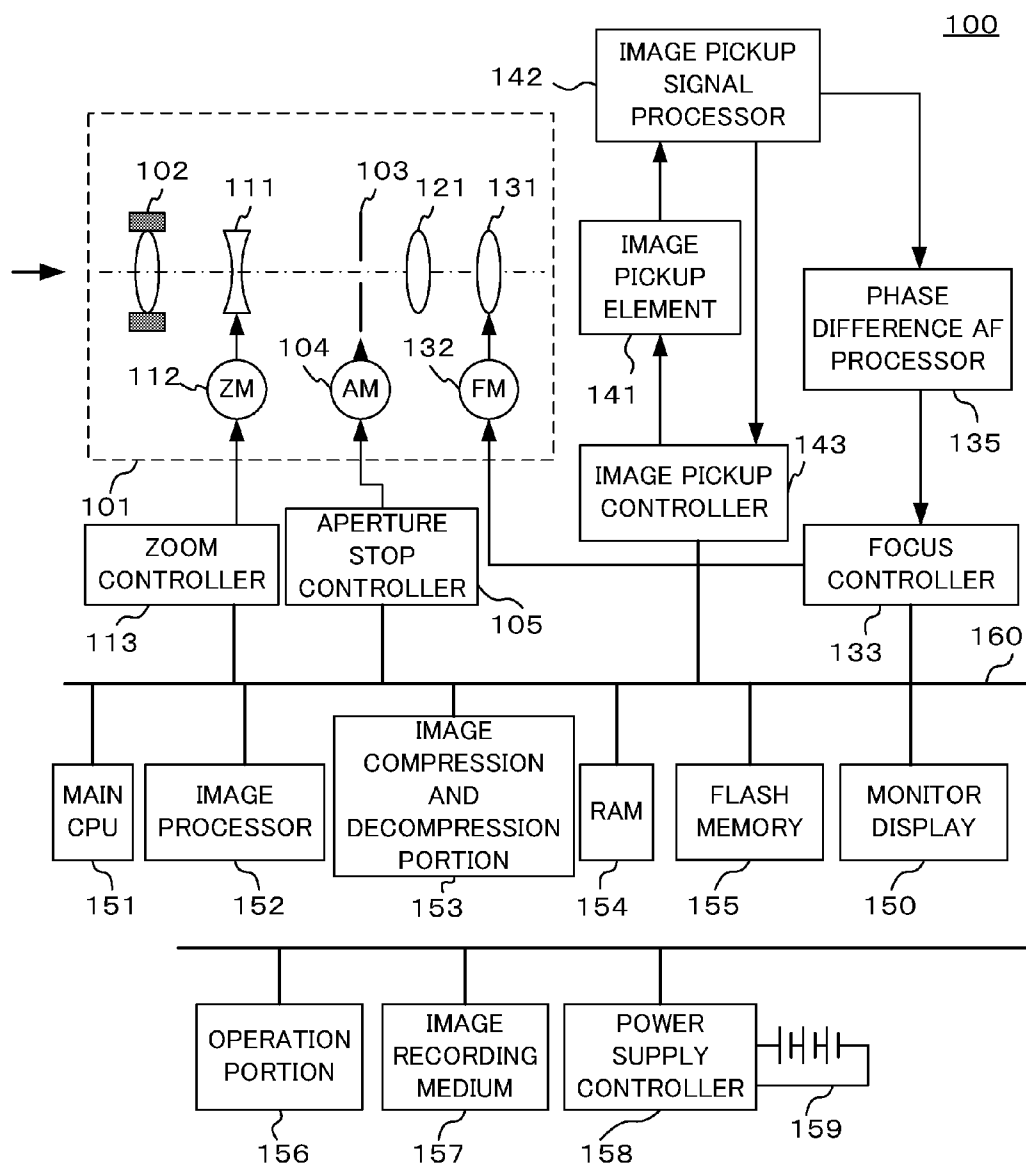 100
IMAGE PICKUP
SIGNAL
PROCESSOR
142
102
111
103
121
131
IMAGE
PICKUP
ELEMENT
141
PHASE
DIFFERENCE AF
PROCESSOR
135
112
ZM
104
AM
132
FM
101
IMAGE PICKUP
CONTROLLER
143
ZOOM
CONTROLLER
113
APERTURE
STOP
CONTROLLER
105
FOCUS
CONTROLLER
133
160
MAIN
CPU
151
IMAGE
PROCESSOR
152
IMAGE
COMPRESSION
AND
DECOMPRESSION
PORTION
153
RAM
154
FLASH
MEMORY
155
MONITOR
DISPLAY
150
OPERATION
PORTION
156
IMAGE
RECORDING
MEDIUM
157
POWER
SUPPLY
CONTROLLER
158
159